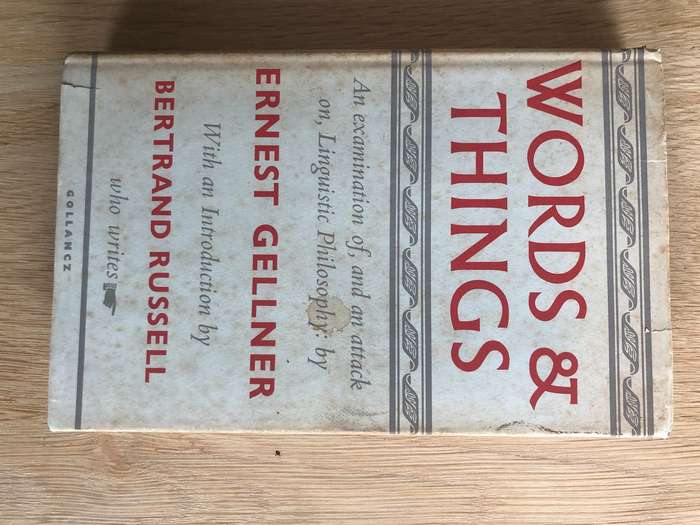 WORDS &
THINGS
An examination of, and an attack
on, Linguistic Philosophy: by
ERNEST GELLNER
With an Introduction by
BERTRAND RUSSELL
who writes
GOLLANCZ